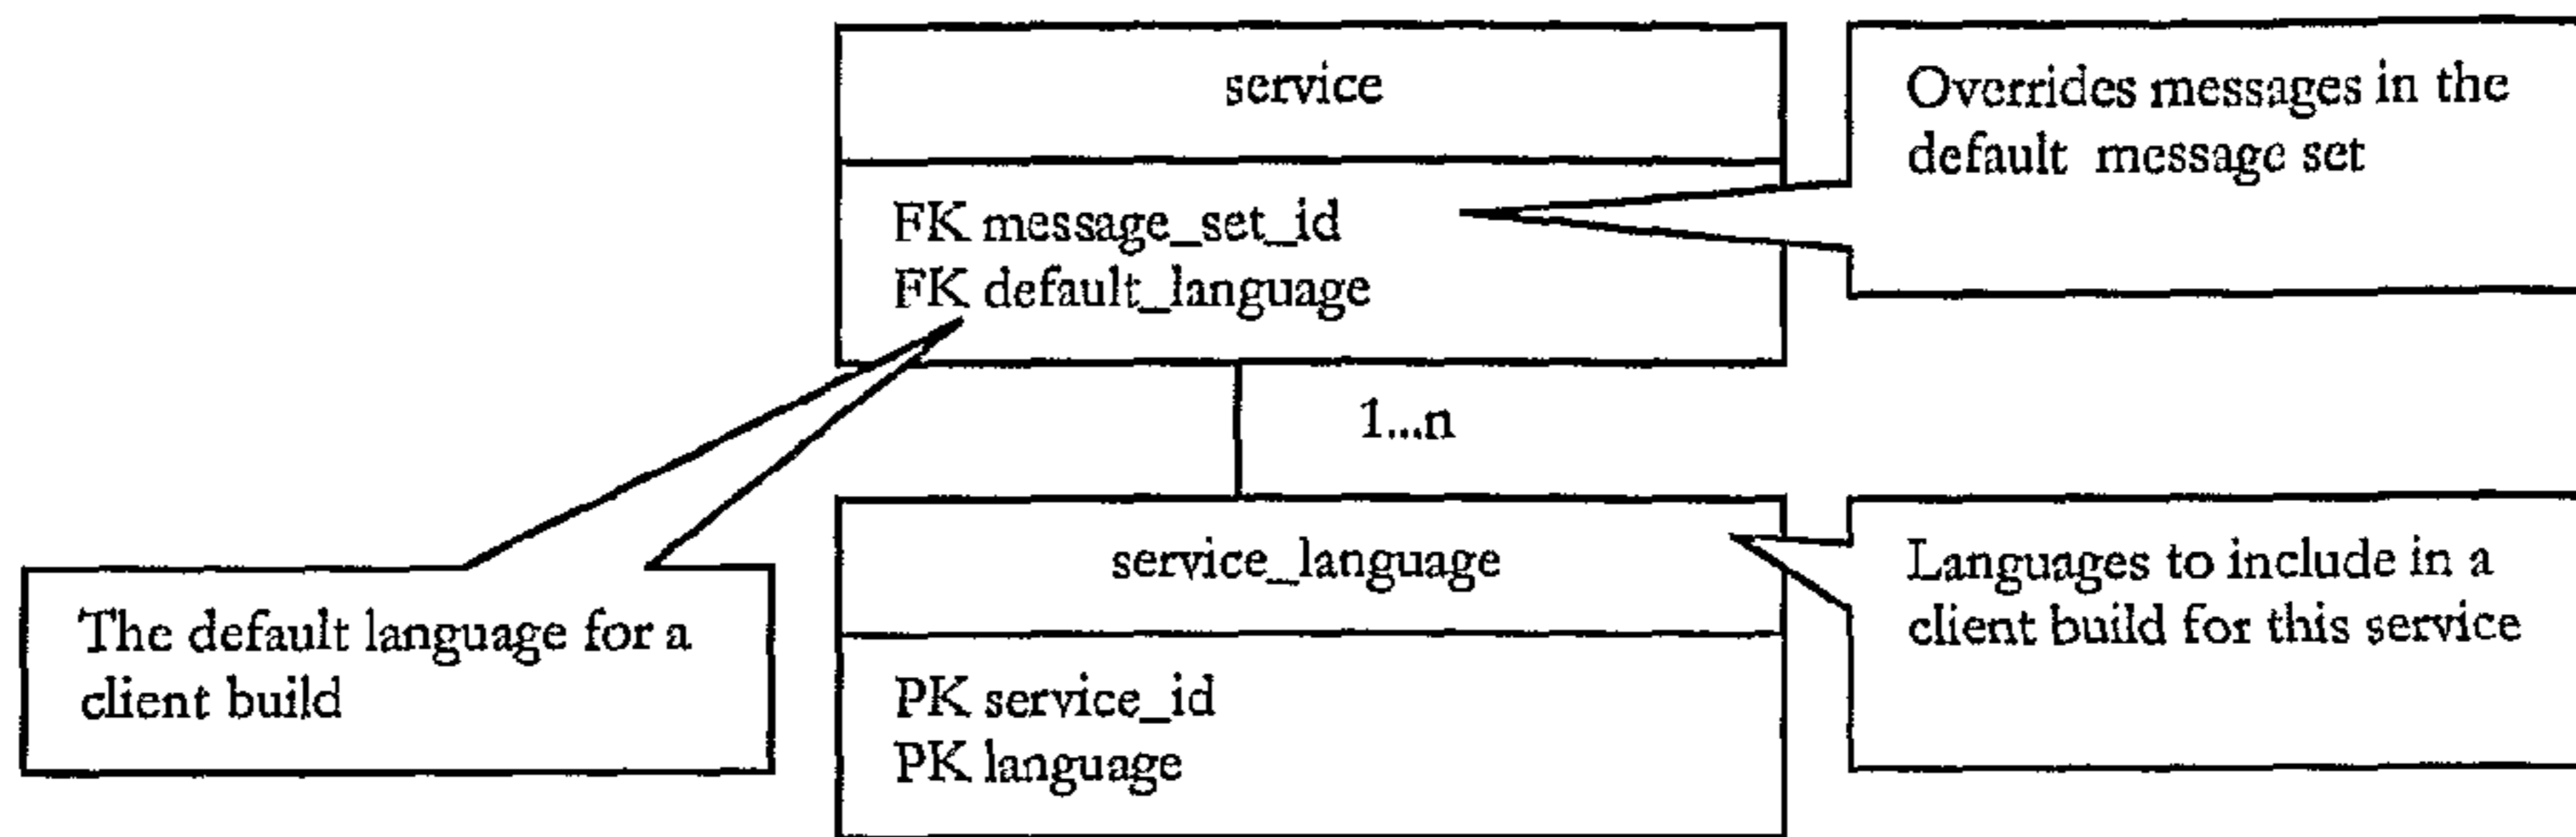 service
Overrides messages in the
default message set
FK message_set_id
FK default_language
1...n
The default language for a
client build
service_language
Languages to include in a
client build for this service
PK service_id
PK language